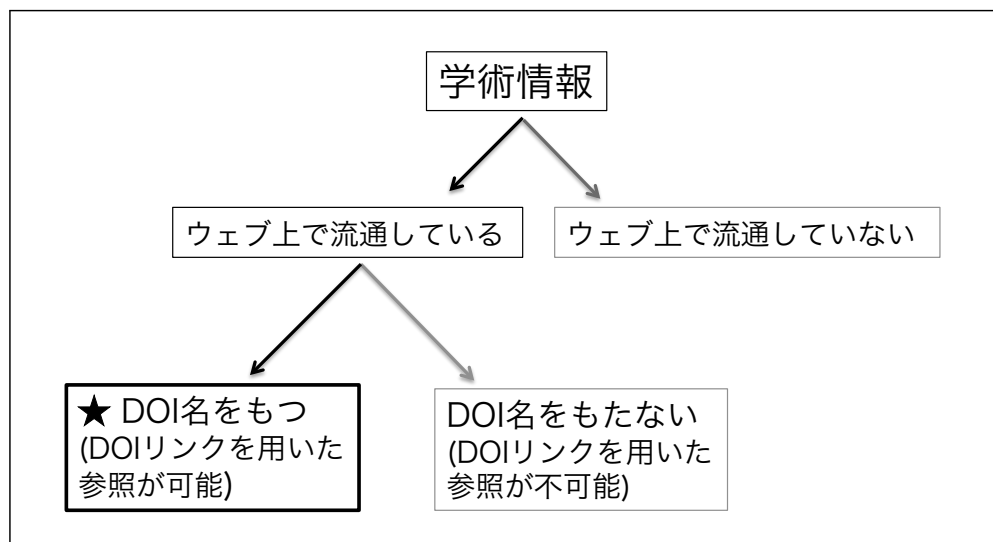 学術情報
ウェブ上で流通している
ウェブ上で流通していない
★ DOI名をもつ
(DOIリンクを用いた
参照が可能)
DOI名をもたない
(DOIリンクを用いた
参照が不可能)